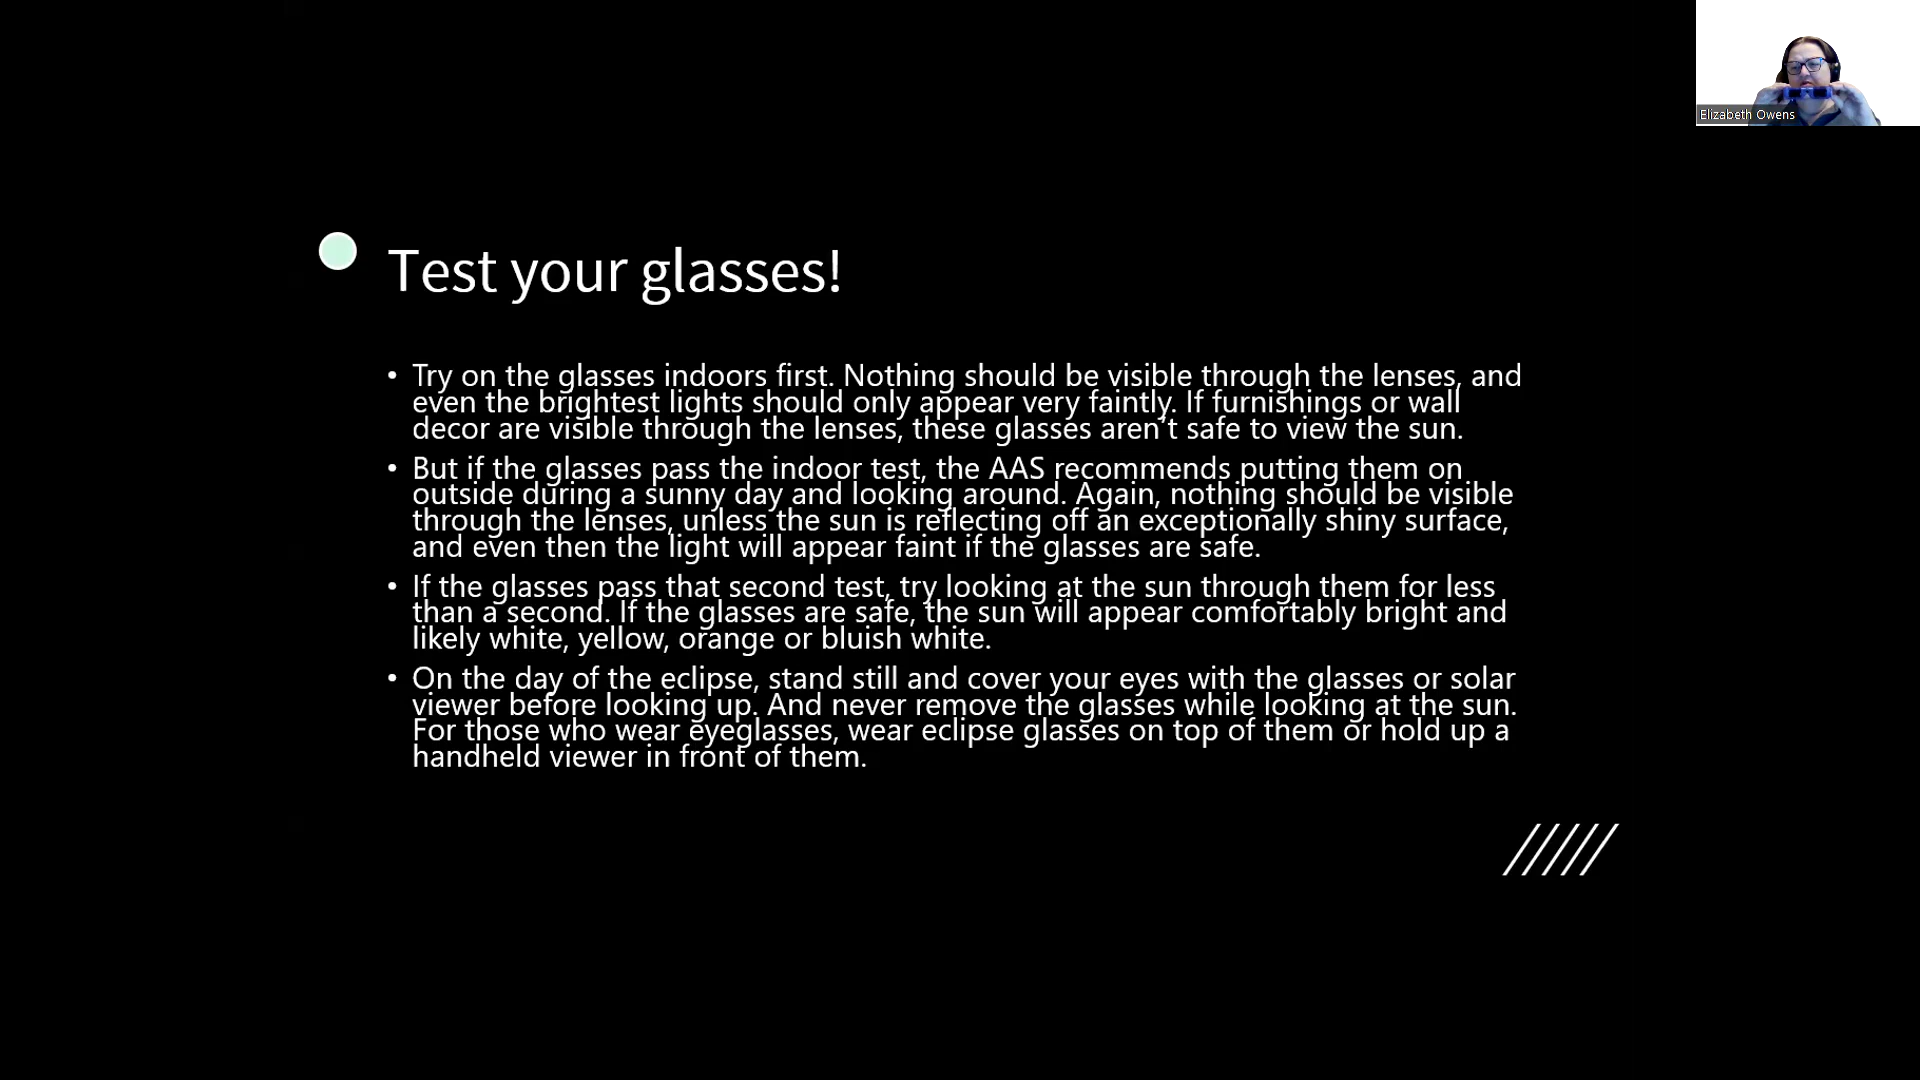 Elizabeth Owens
Test your glasses!
• Try on the glasses indoors first. Nothing should be visible through the lenses, and
even the brightest lights should only appear very faintly. If furnishings or wall
decor are visible through the lenses, these glasses aren’t safe to view the sun.
• But if the glasses pass the indoor test, the AAS recommends putting them on
outside during a sunny day and looking around. Again, nothing should be visible
through the lenses, unless the sun is reflecting off an exceptionally shiny surface,
and even then the light will appear faint if the glasses are safe.
• If the glasses pass that second test, try looking at the sun through them for less
than a second. If the glasses are safe, the sun will appear comfortably bright and
likely white, yellow, orange or bluish white.
• On the day of the eclipse, stand still and cover your eyes with the glasses or solar
viewer before looking up. And never remove the glasses while looking at the sun.
For those who wear eyeglasses, wear eclipse glasses on top of them or hold up a
handheld viewer in front of them.